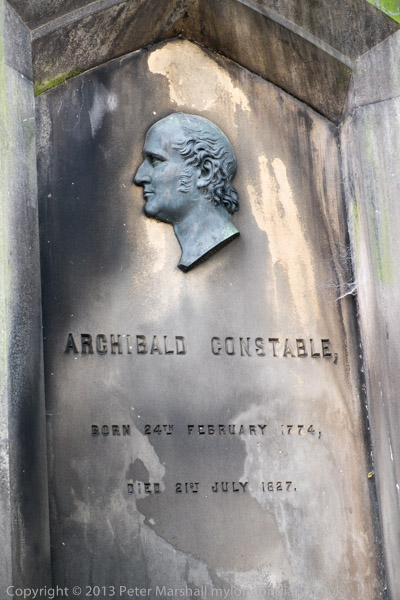 ARCHIBALD CONSTABLE,
BORN 24TH FEBRUARY 1774,
DIED 21ST JULY 1827.
Copyright © 2013 Peter Marshall